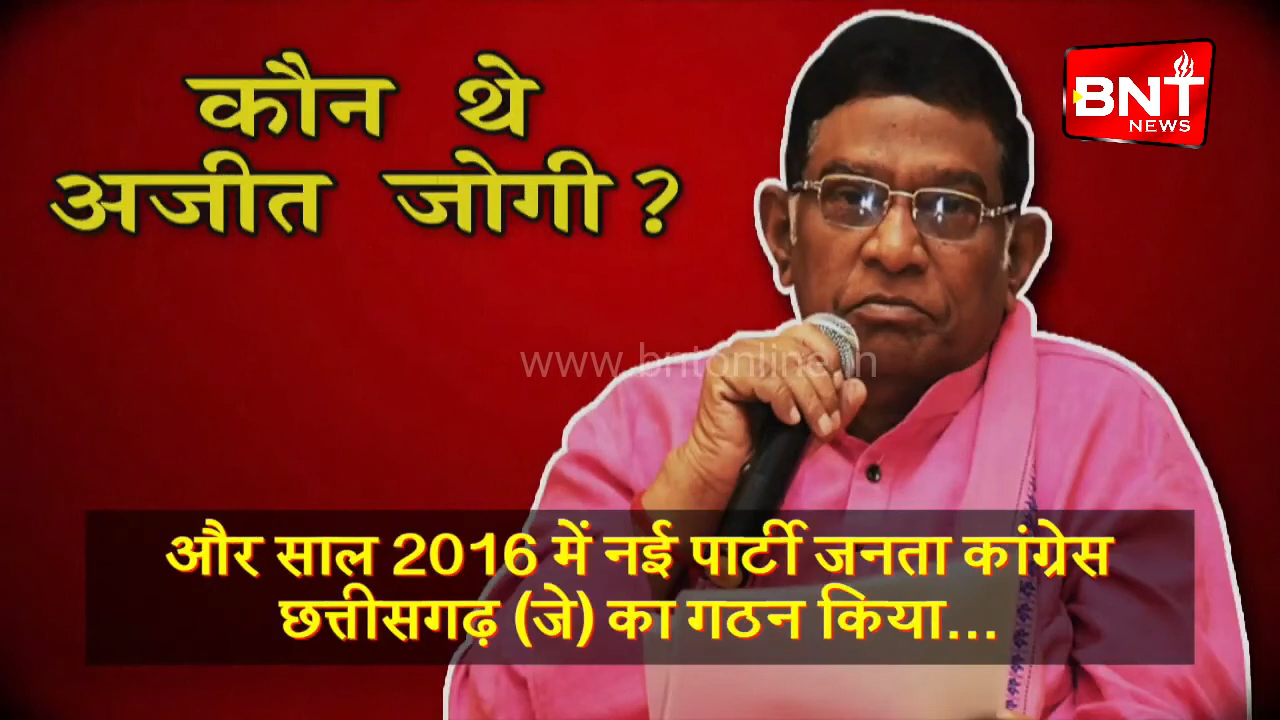 कौन थे
अजीत जोगी ?
BNT
NEWS
www.bntonline.in
और साल 2016 में नई पार्टी जनता कांग्रेस
छत्तीसगढ़ (जे) का गठन किया...